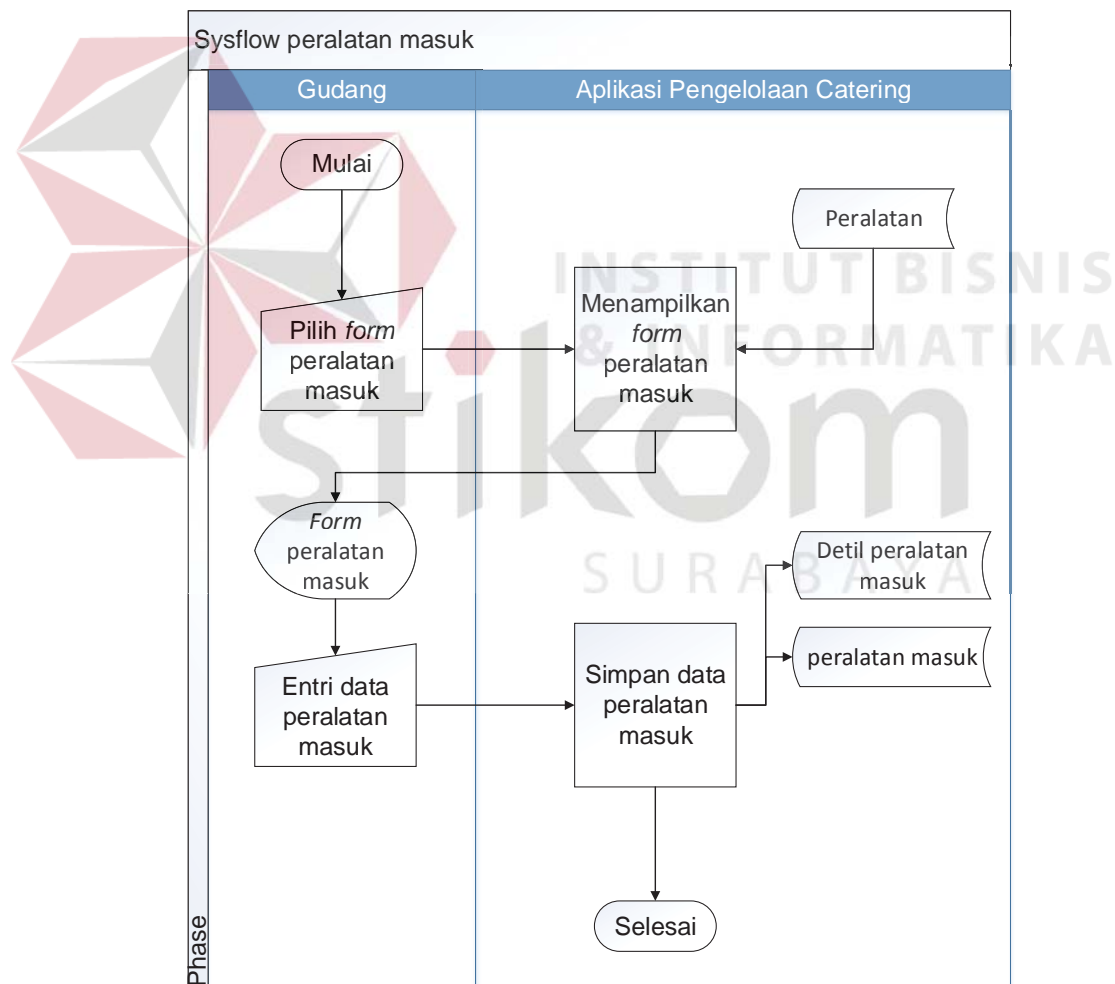 Sysflow peralatan masuk
Gudang
Aplikasi Pengelolaan Catering
Mulai
Peralatan
INSTITUT BISNIS
& INFORMATIKA
Pilih form
peralatan
masuk
Menampilkan
form
peralatan
masuk
stikom
SURABAYA
Form
peralatan
masuk
Detil peralatan
masuk
peralatan masuk
Entri data
peralatan
masuk
Simpan data
peralatan
masuk
Selesai
Phase